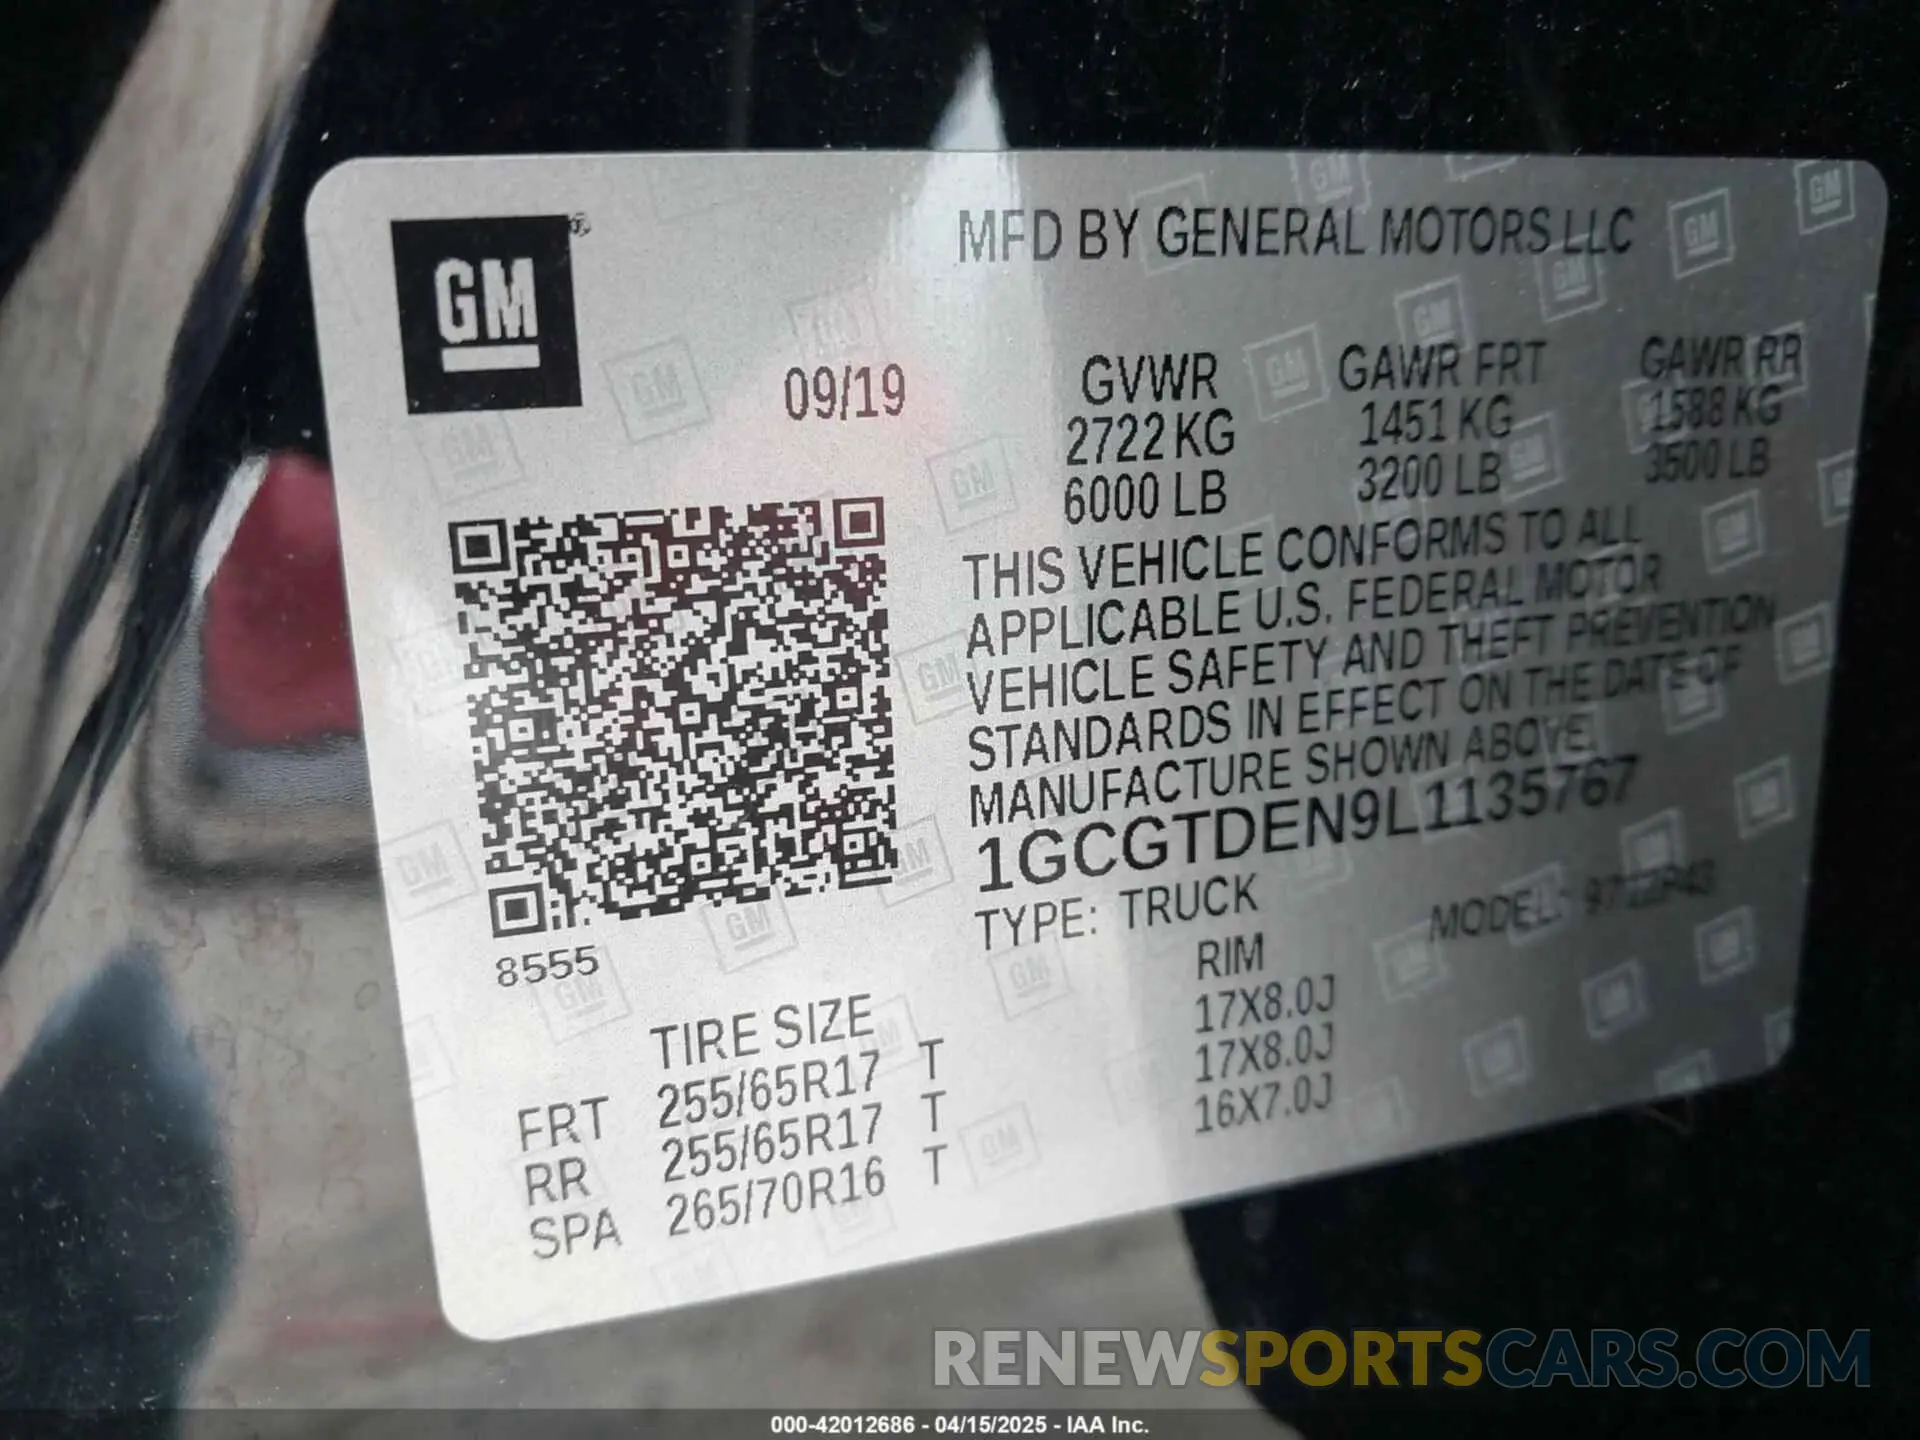 GM
MFD BY GENERAL MOTORS LLC
09/19
GVWR GAWR FRT GAWR RR
2722 KG 1451 KG 1588 KG
6000 LB 3200 LB 3500 LB
THIS VEHICLE CONFORMS TO ALL
APPLICABLE U.S. FEDERAL MOTOR
VEHICLE SAFETY AND THEFT PREVENTION
STANDARDS IN EFFECT ON THE DATE OF
MANUFACTURE SHOWN ABOVE.
1GCGTDEN9L1135767
TYPE: TRUCK MODEL:
8555
TIRE SIZE RIM
FRT 255/65R17 T 17X8.0J
RR 255/65R17 T 17X8.0J
SPA 265/70R16 T 16X7.0J
RENEWSPORTSCARS.COM
000-42012686 - 04/15/2025 - IAA Inc.